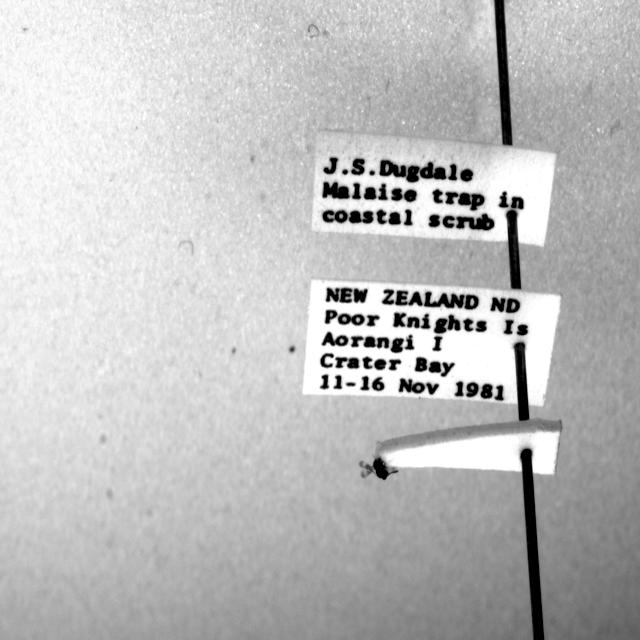 J.S.Dugdale
Malaise trap in
coastal scrub
NEW ZEALAND ND
Poor Knights Is
Aorangi I
Crater Bay
11-16 Nov 1981